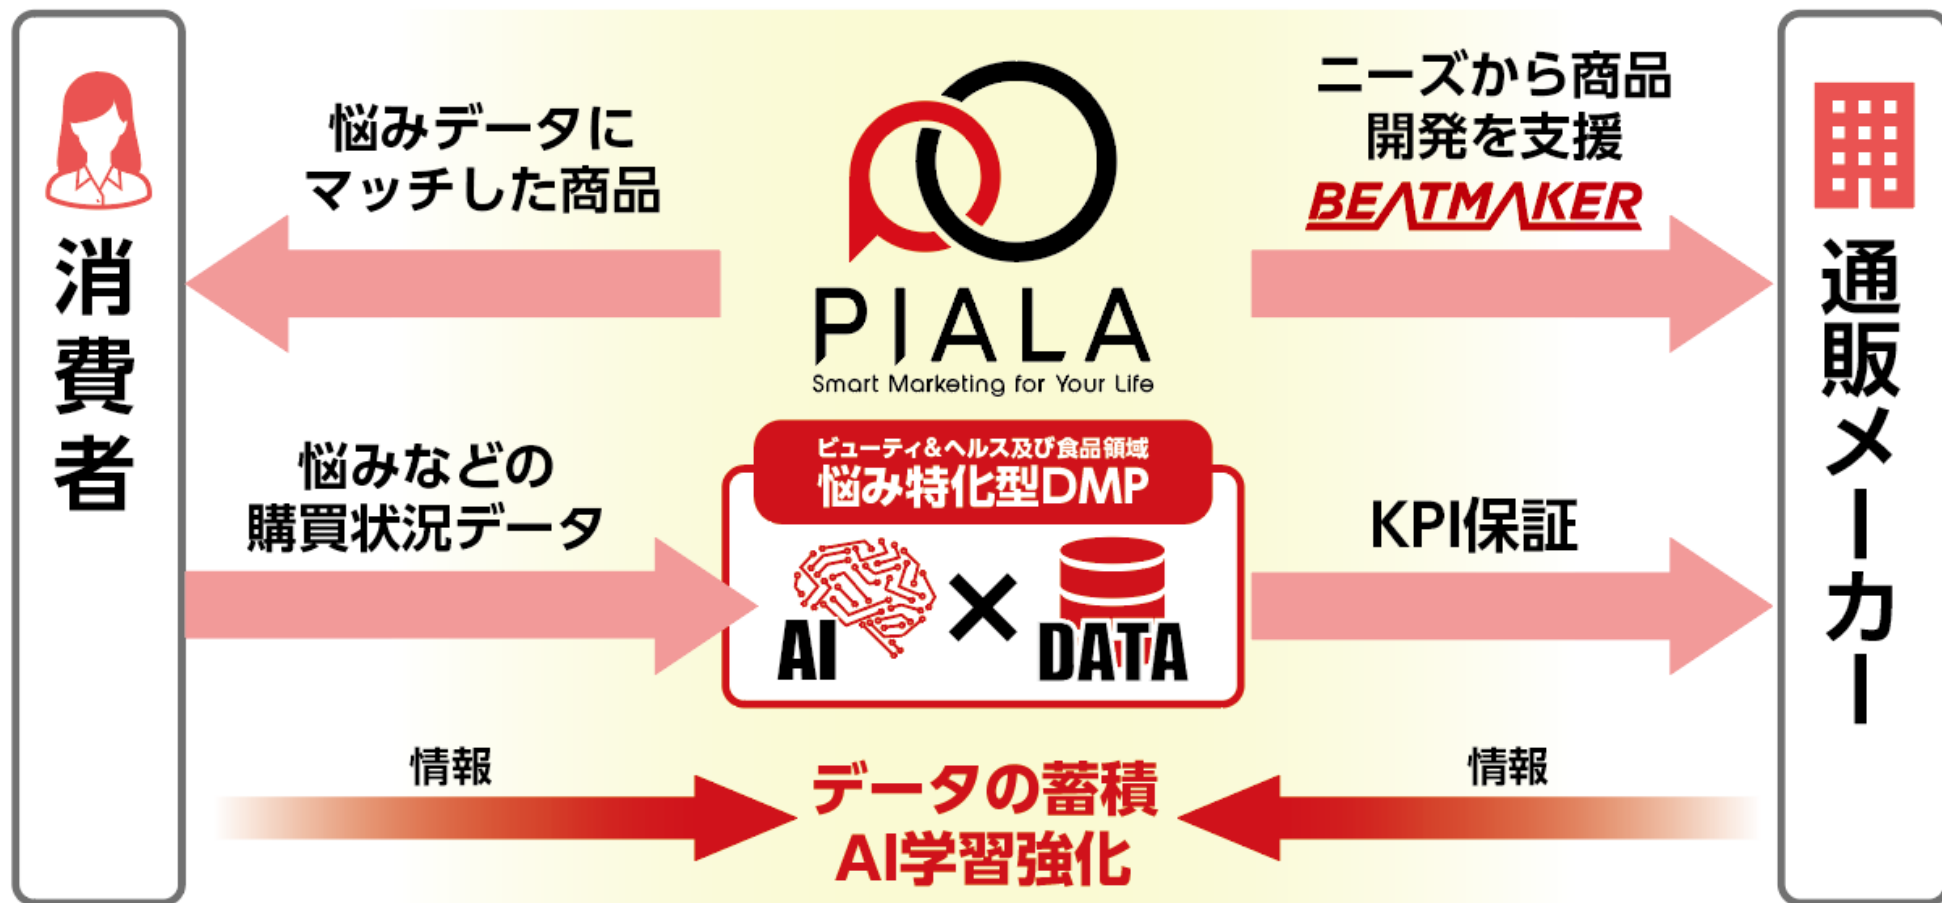 消費者
悩みデータに
マッチした商品
悩みなどの
購買状況データ
情報
PIALA
Smart Marketing for Your Life
ビューティ&ヘルス及び食品領域
悩み特化型DMP
AI×DATA
データの蓄積
AI学習強化
ニーズから商品
開発を支援
BEATMAKER
KPI保証
情報
通販メーカー